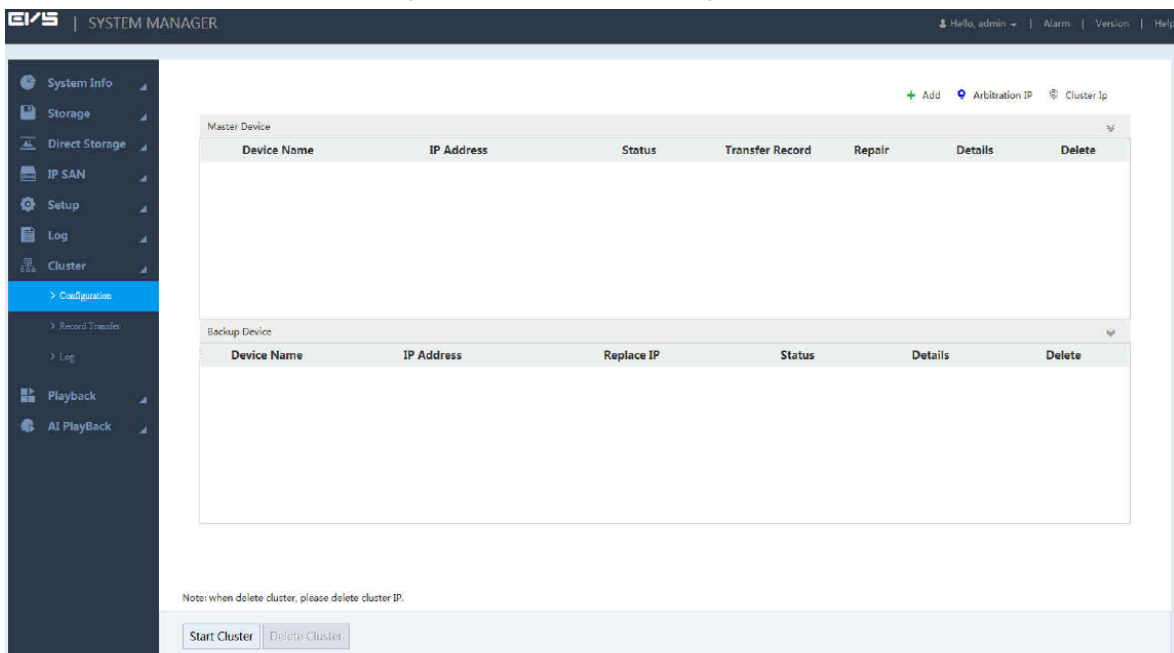 EVS | SYSTEM MANAGER
Hello, admin | Alarm | Version | Help
System Info
Storage
Direct Storage
IP SAN
Setup
Log
Cluster
> Configuration
> Record Transfer
> Log
Playback
AI PlayBack
+ Add Arbitration IP Cluster Ip
Master Device
Device Name IP Address Status Transfer Record Repair Details Delete
Backup Device
Device Name IP Address Replace IP Status Details Delete
Note: when delete cluster, please delete cluster IP.
Start Cluster Delete Cluster